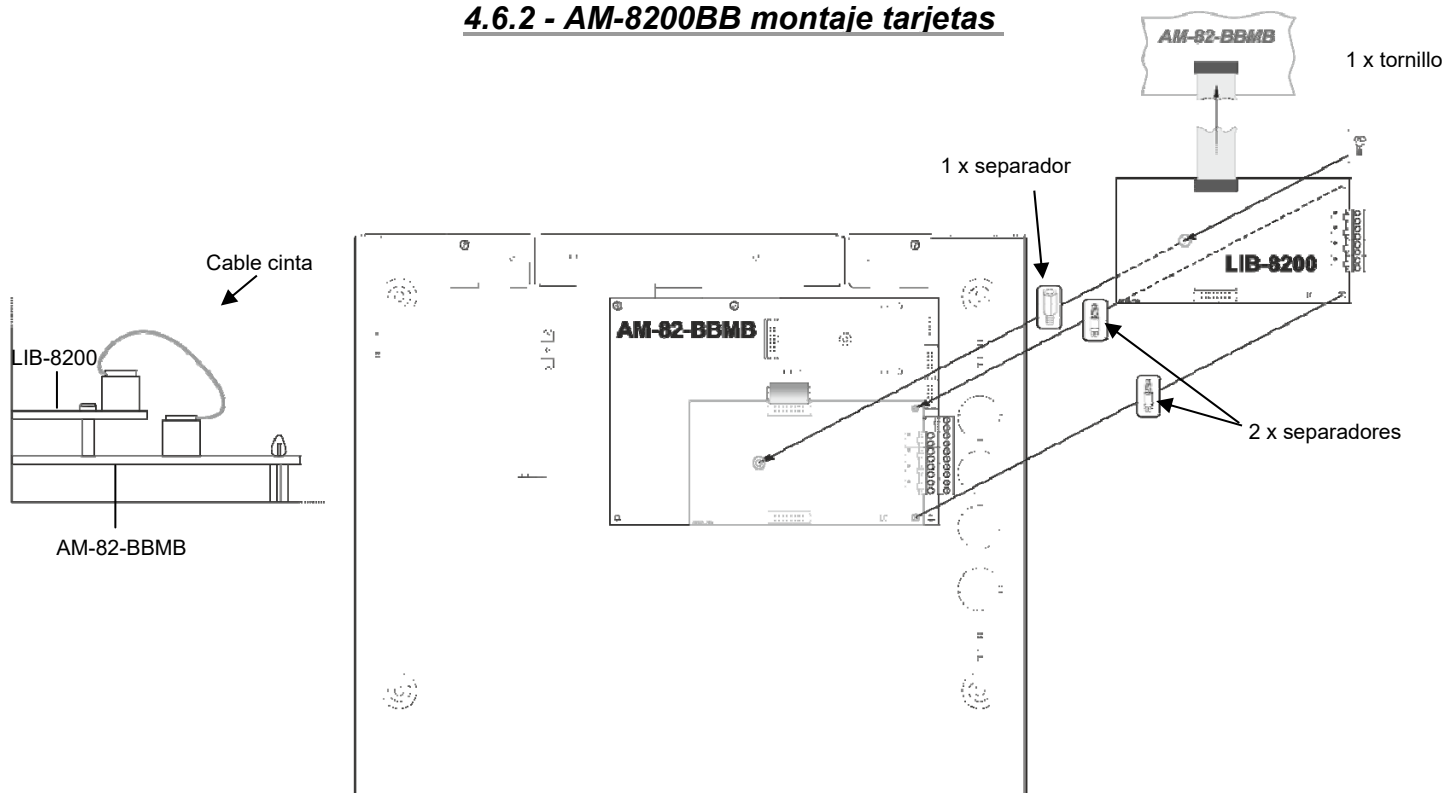 4.6.2 - AM-8200BB montaje tarjetas
AM-82-BBMB
1 x tornillo
1 x separador
LIB-8200
Cable cinta
AM-82-BBMB
LIB-8200
2 x separadores
AM-82-BBMB